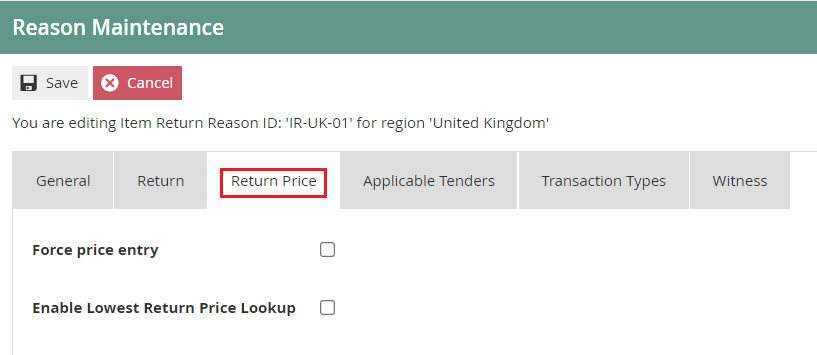 Reason Maintenance
Save Cancel
You are editing Item Return Reason ID: 'IR-UK-01' for region 'United Kingdom'
General Return Return Price Applicable Tenders Transaction Types Witness
Force price entry
Enable Lowest Return Price Lookup